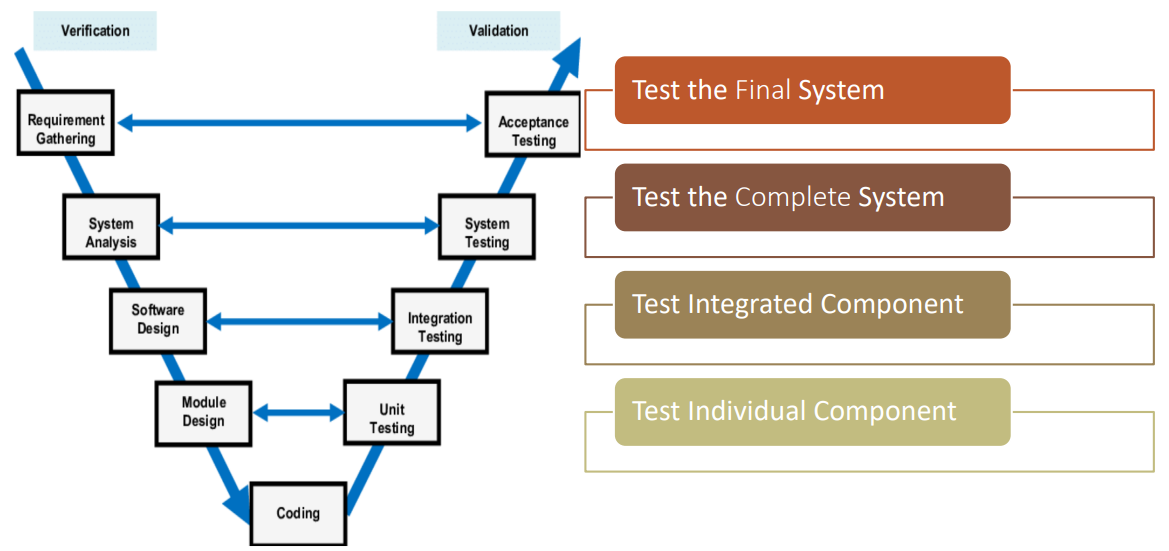 Verification
Validation
Requirement
Gathering
Acceptance
Testing
Test the Final System
System
Analysis
System
Testing
Test the Complete System
Software
Design
Integration
Testing
Test Integrated Component
Module
Design
Unit
Testing
Test Individual Component
Coding